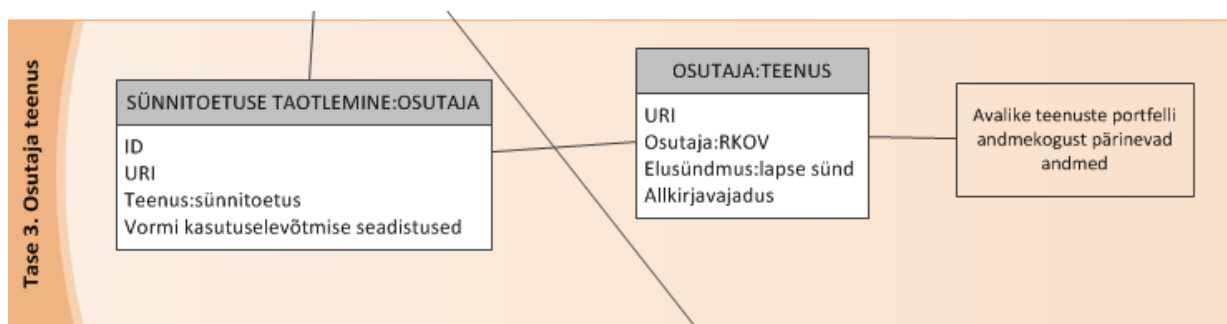 Tase 3. Osutaja teenus
SÜNNITOETUSE TAOTLEMINE:OSUTAJA
ID
URI
Teenus:sünnitoetus
Vormi kasutuselevõtmise seadistused
OSUTAJA:TEENUS
URI
Osutaja:RKOV
Elusündmus:lapse sünd
Allkirjavajadus
Avalike teenuste portfelli
andmekogust pärinevad
andmed